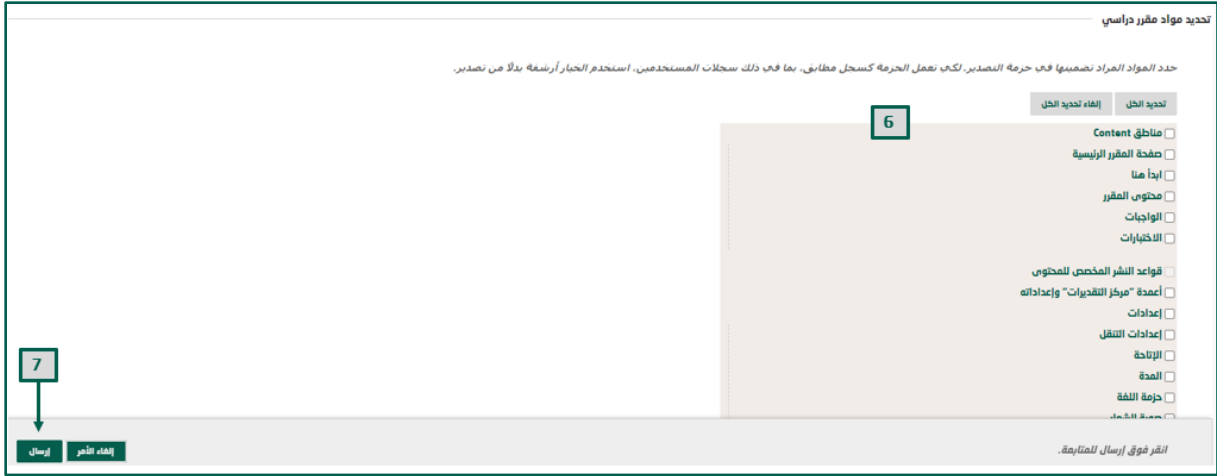 تحديد مواد مقرر دراسي
حدد المواد المراد تضمينها في حزمة التصدير. لكي تعمل الحزمة كسجل مطابق، بما في ذلك سجلات المستخدمين، استخدم الخيار أرشفة بدلاً من تصدير.
تحديد الكل إلغاء تحديد الكل
6
مناطق Content
صفحة المقرر الرئيسية
ابدأ هنا
محتوى المقرر
الواجبات
الاختبارات
قواعد النشر المخصص للمحتوى
أعمدة "مركز التقديرات" وإعداداته
إعدادات
إعدادات التنقل
الإتاحة
المدة
حزمة اللغة
7
انقر فوق إرسال للمتابعة.
إلغاء الأمر إرسال